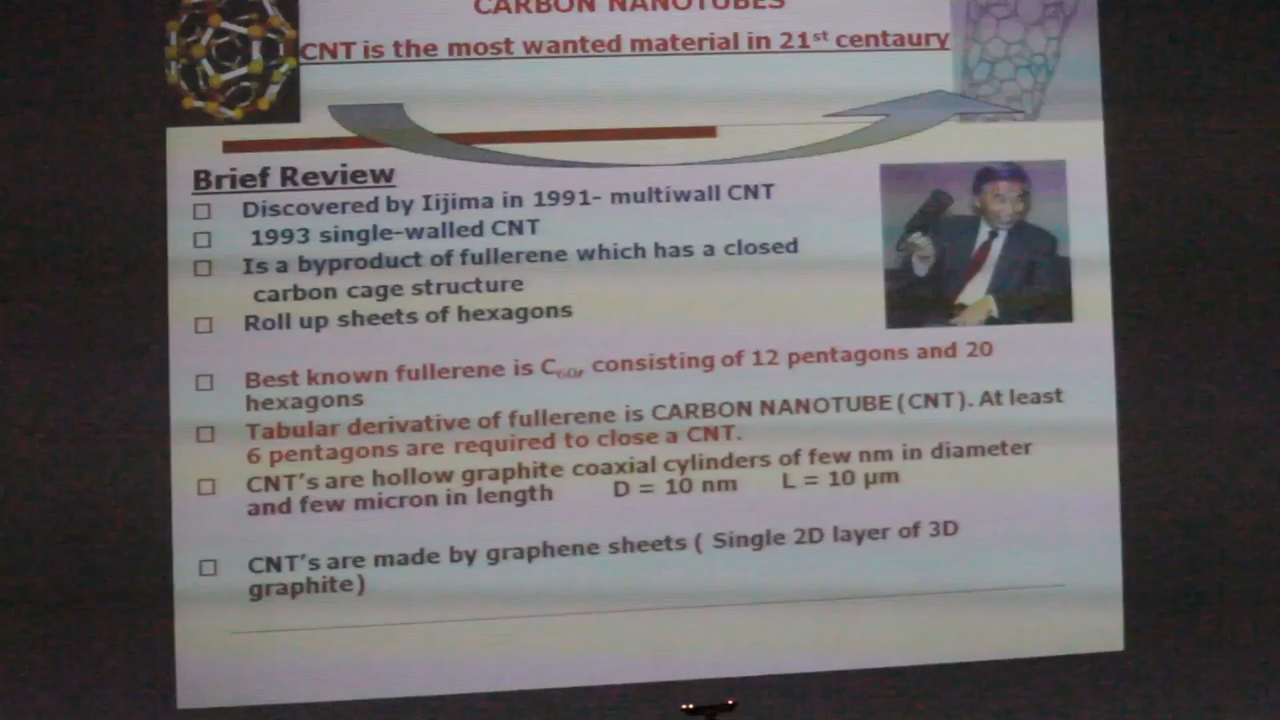 CARBON NANOTUBES
CNT is the most wanted material in 21st centaury
Brief Review
Discovered by Iijima in 1991- multiwall CNT
1993 single-walled CNT
Is a byproduct of fullerene which has a closed
carbon cage structure
Roll up sheets of hexagons
Best known fullerene is C60, consisting of 12 pentagons and 20
hexagons
Tabular derivative of fullerene is CARBON NANOTUBE (CNT). At least
6 pentagons are required to close a CNT.
CNT's are hollow graphite coaxial cylinders of few nm in diameter
and few micron in length D = 10 nm L = 10 µm
CNT's are made by graphene sheets ( Single 2D layer of 3D
graphite)